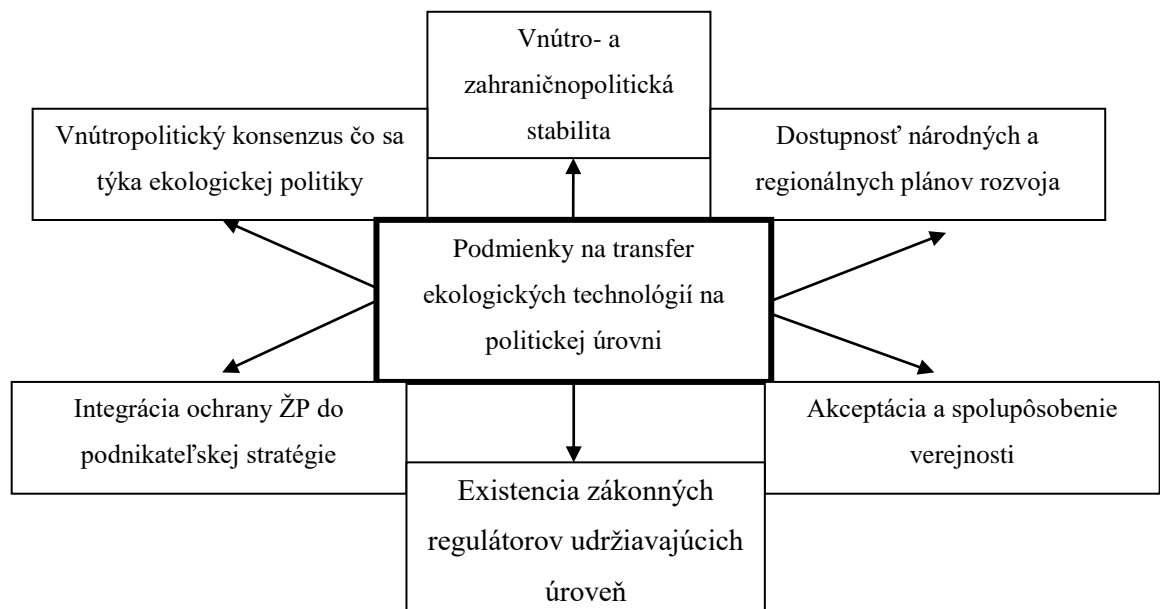 Vnútro- a
zahraničnopolitická
stabilita
Vnútropolitický konsenzus čo sa
týka ekologickej politiky
Dostupnosť národných a
regionálnych plánov rozvoja
Podmienky na transfer
ekologických technológií na
politickej úrovni
Integrácia ochrany ŽP do
podnikateľskej stratégie
Akceptácia a spolupôsobenie
verejnosti
Existencia zákonných
regulátorov udržiavajúcich
úroveň